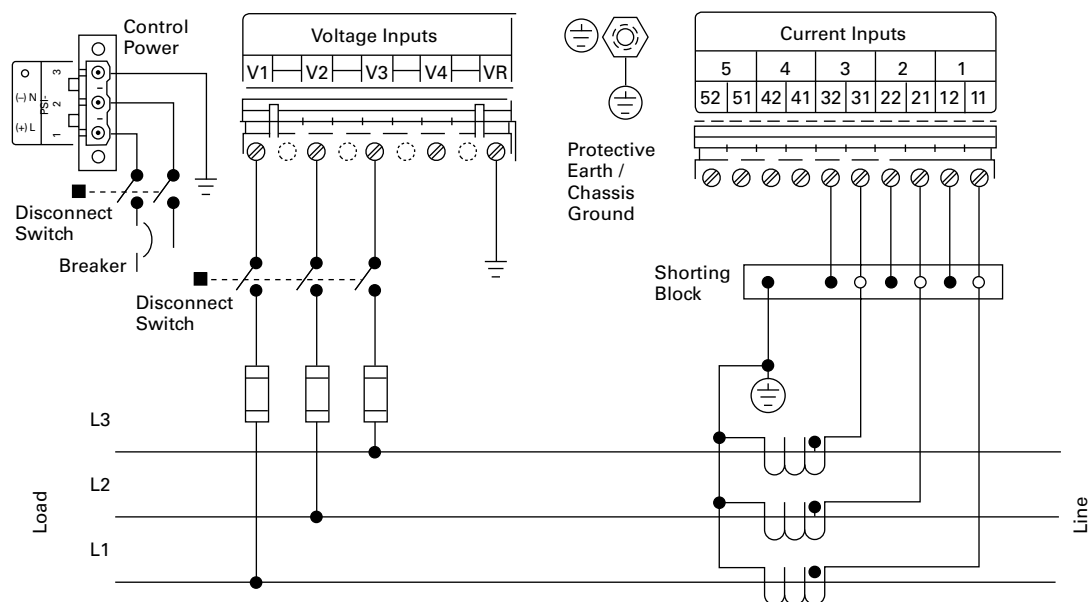 Control
Power
3
2
1
PSI-
(–) N
(+) L
Disconnect
Switch
Breaker
Voltage Inputs
V1 V2 V3 V4 VR
Disconnect
Switch
Protective
Earth /
Chassis
Ground
Current Inputs
5 4 3 2 1
52 51 42 41 32 31 22 21 12 11
Shorting
Block
L3
L2
L1
Load
Line